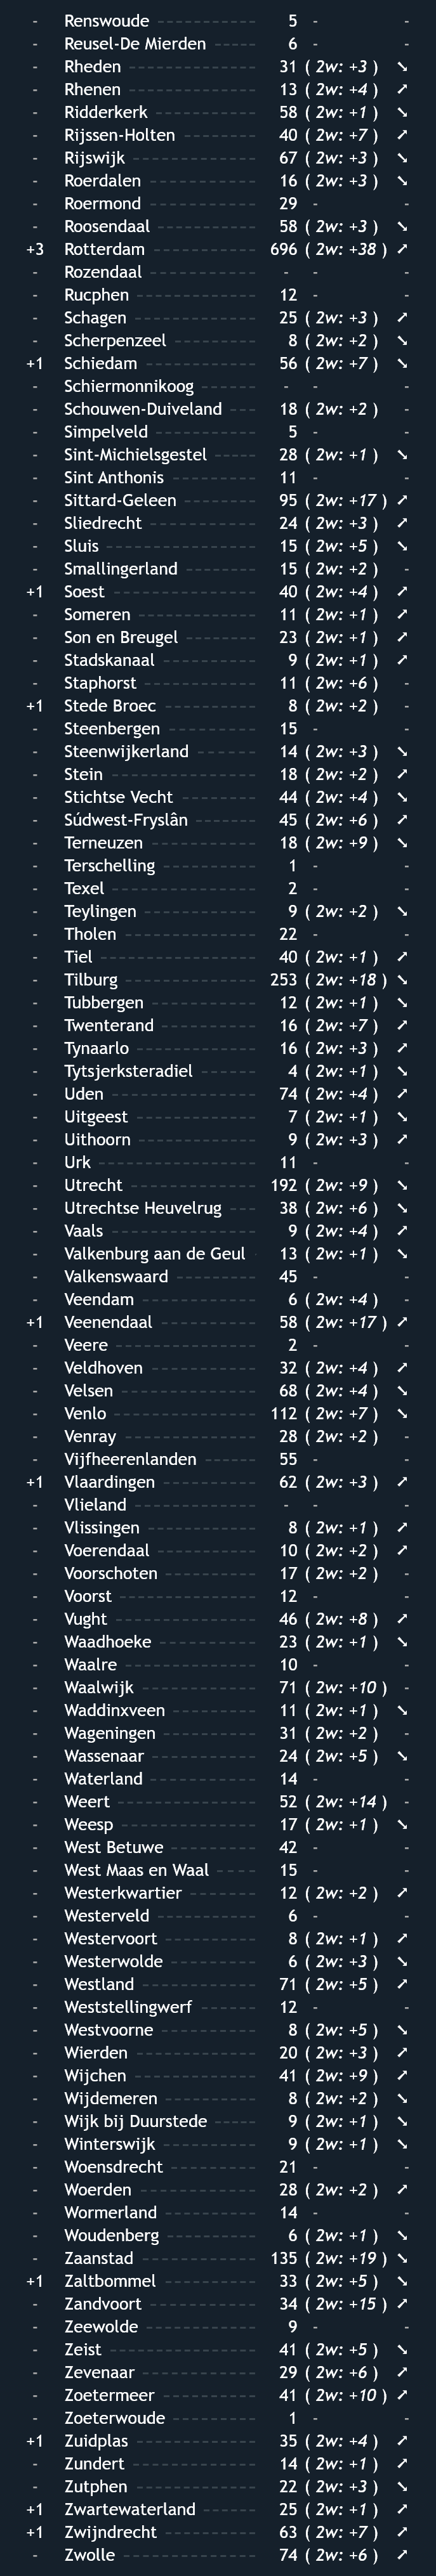 - Renswoude 5 - -
- Reusel-De Mierden 6 - -
- Rheden 31 ( 2w: +3 ) ➘
- Rhenen 13 ( 2w: +4 ) ➚
- Ridderkerk 58 ( 2w: +1 ) ➘
- Rijssen-Holten 40 ( 2w: +7 ) ➚
- Rijswijk 67 ( 2w: +3 ) ➘
- Roerdalen 16 ( 2w: +3 ) ➘
- Roermond 29 - -
- Roosendaal 58 ( 2w: +3 ) ➘
+3 Rotterdam 696 ( 2w: +38 ) ➚
- Rozendaal - - -
- Rucphen 12 - -
- Schagen 25 ( 2w: +3 ) ➚
- Scherpenzeel 8 ( 2w: +2 ) ➘
+1 Schiedam 56 ( 2w: +7 ) ➘
- Schiermonnikoog - - -
- Schouwen-Duiveland 18 ( 2w: +2 ) -
- Simpelveld 5 - -
- Sint-Michielsgestel 28 ( 2w: +1 ) ➘
- Sint Anthonis 11 - -
- Sittard-Geleen 95 ( 2w: +17 ) ➚
- Sliedrecht 24 ( 2w: +3 ) ➚
- Sluis 15 ( 2w: +5 ) ➘
- Smallingerland 15 ( 2w: +2 ) -
+1 Soest 40 ( 2w: +4 ) ➚
- Someren 11 ( 2w: +1 ) ➚
- Son en Breugel 23 ( 2w: +1 ) ➚
- Stadskanaal 9 ( 2w: +1 ) ➚
- Staphorst 11 ( 2w: +6 ) -
+1 Stede Broec 8 ( 2w: +2 ) -
- Steenbergen 15 - -
- Steenwijkerland 14 ( 2w: +3 ) ➘
- Stein 18 ( 2w: +2 ) ➚
- Stichtse Vecht 44 ( 2w: +4 ) ➘
- Súdwest-Fryslân 45 ( 2w: +6 ) ➚
- Terneuzen 18 ( 2w: +9 ) ➘
- Terschelling 1 - -
- Texel 2 - -
- Teylingen 9 ( 2w: +2 ) ➘
- Tholen 22 - -
- Tiel 40 ( 2w: +1 ) ➚
- Tilburg 253 ( 2w: +18 ) ➘
- Tubbergen 12 ( 2w: +1 ) ➘
- Twenterand 16 ( 2w: +7 ) ➚
- Tynaarlo 16 ( 2w: +3 ) ➚
- Tytsjerksteradiel 4 ( 2w: +1 ) ➘
- Uden 74 ( 2w: +4 ) ➚
- Uitgeest 7 ( 2w: +1 ) ➘
- Uithoorn 9 ( 2w: +3 ) ➚
- Urk 11 - -
- Utrecht 192 ( 2w: +9 ) ➘
- Utrechtse Heuvelrug 38 ( 2w: +6 ) ➘
- Vaals 9 ( 2w: +4 ) ➚
- Valkenburg aan de Geul 13 ( 2w: +1 ) ➘
- Valkenswaard 45 - -
- Veendam 6 ( 2w: +4 ) -
+1 Veenendaal 58 ( 2w: +17 ) ➚
- Veere 2 - -
- Veldhoven 32 ( 2w: +4 ) ➚
- Velsen 68 ( 2w: +4 ) ➘
- Venlo 112 ( 2w: +7 ) ➘
- Venray 28 ( 2w: +2 ) -
- Vijfheerenlanden 55 - -
+1 Vlaardingen 62 ( 2w: +3 ) ➚
- Vlieland - - -
- Vlissingen 8 ( 2w: +1 ) ➚
- Voerendaal 10 ( 2w: +2 ) ➚
- Voorschoten 17 ( 2w: +2 ) -
- Voorst 12 - -
- Vught 46 ( 2w: +8 ) ➚
- Waadhoeke 23 ( 2w: +1 ) ➘
- Waalre 10 - -
- Waalwijk 71 ( 2w: +10 ) -
- Waddinxveen 11 ( 2w: +1 ) ➘
- Wageningen 31 ( 2w: +2 ) -
- Wassenaar 24 ( 2w: +5 ) ➘
- Waterland 14 - -
- Weert 52 ( 2w: +14 ) -
- Weesp 17 ( 2w: +1 ) ➘
- West Betuwe 42 - -
- West Maas en Waal 15 - -
- Westerkwartier 12 ( 2w: +2 ) ➚
- Westerveld 6 - -
- Westervoort 8 ( 2w: +1 ) ➚
- Westerwolde 6 ( 2w: +3 ) ➘
- Westland 71 ( 2w: +5 ) ➚
- Weststellingwerf 12 - -
- Westvoorne 8 ( 2w: +5 ) ➘
- Wierden 20 ( 2w: +3 ) ➚
- Wijchen 41 ( 2w: +9 ) ➚
- Wijdemeren 8 ( 2w: +2 ) ➘
- Wijk bij Duurstede 9 ( 2w: +1 ) ➘
- Winterswijk 9 ( 2w: +1 ) ➘
- Woensdrecht 21 - -
- Woerden 28 ( 2w: +2 ) ➚
- Wormerland 14 - -
- Woudenberg 6 ( 2w: +1 ) ➘
- Zaanstad 135 ( 2w: +19 ) ➘
+1 Zaltbommel 33 ( 2w: +5 ) ➘
- Zandvoort 34 ( 2w: +15 ) ➚
- Zeewolde 9 - -
- Zeist 41 ( 2w: +5 ) ➘
- Zevenaar 29 ( 2w: +6 ) ➚
- Zoetermeer 41 ( 2w: +10 ) ➚
- Zoeterwoude 1 - -
+1 Zuidplas 35 ( 2w: +4 ) ➚
- Zundert 14 ( 2w: +1 ) ➚
- Zutphen 22 ( 2w: +3 ) ➘
+1 Zwartewaterland 25 ( 2w: +1 ) ➚
+1 Zwijndrecht 63 ( 2w: +7 ) ➚
- Zwolle 74 ( 2w: +6 ) ➚